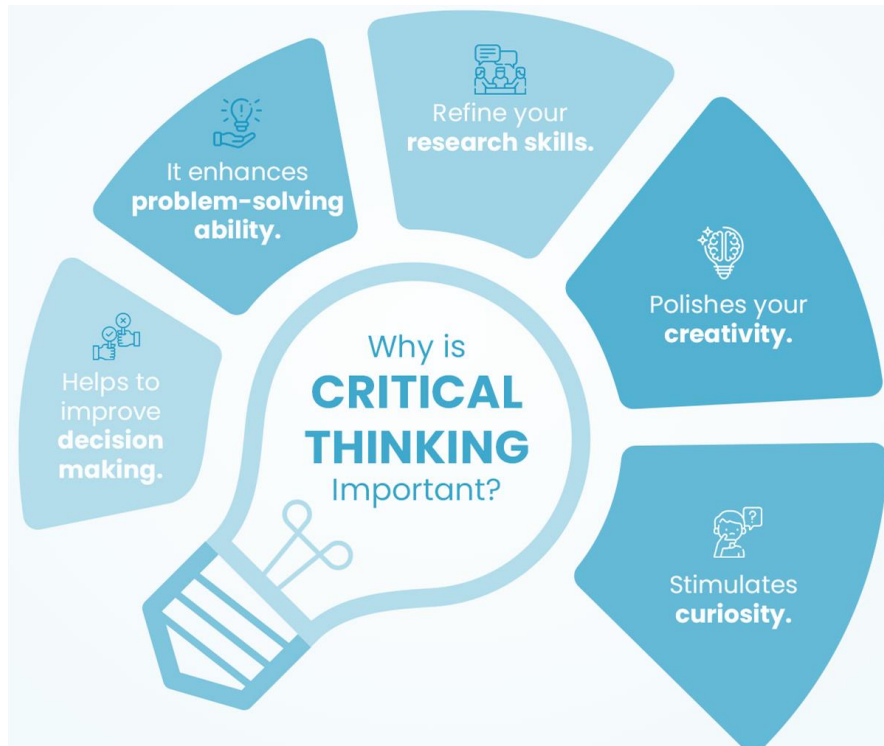 Why is
CRITICAL
THINKING
Important?
Helps to
improve
decision
making.
It enhances
problem-solving
ability.
Refine your
research skills.
Polishes your
creativity.
Stimulates
curiosity.
?